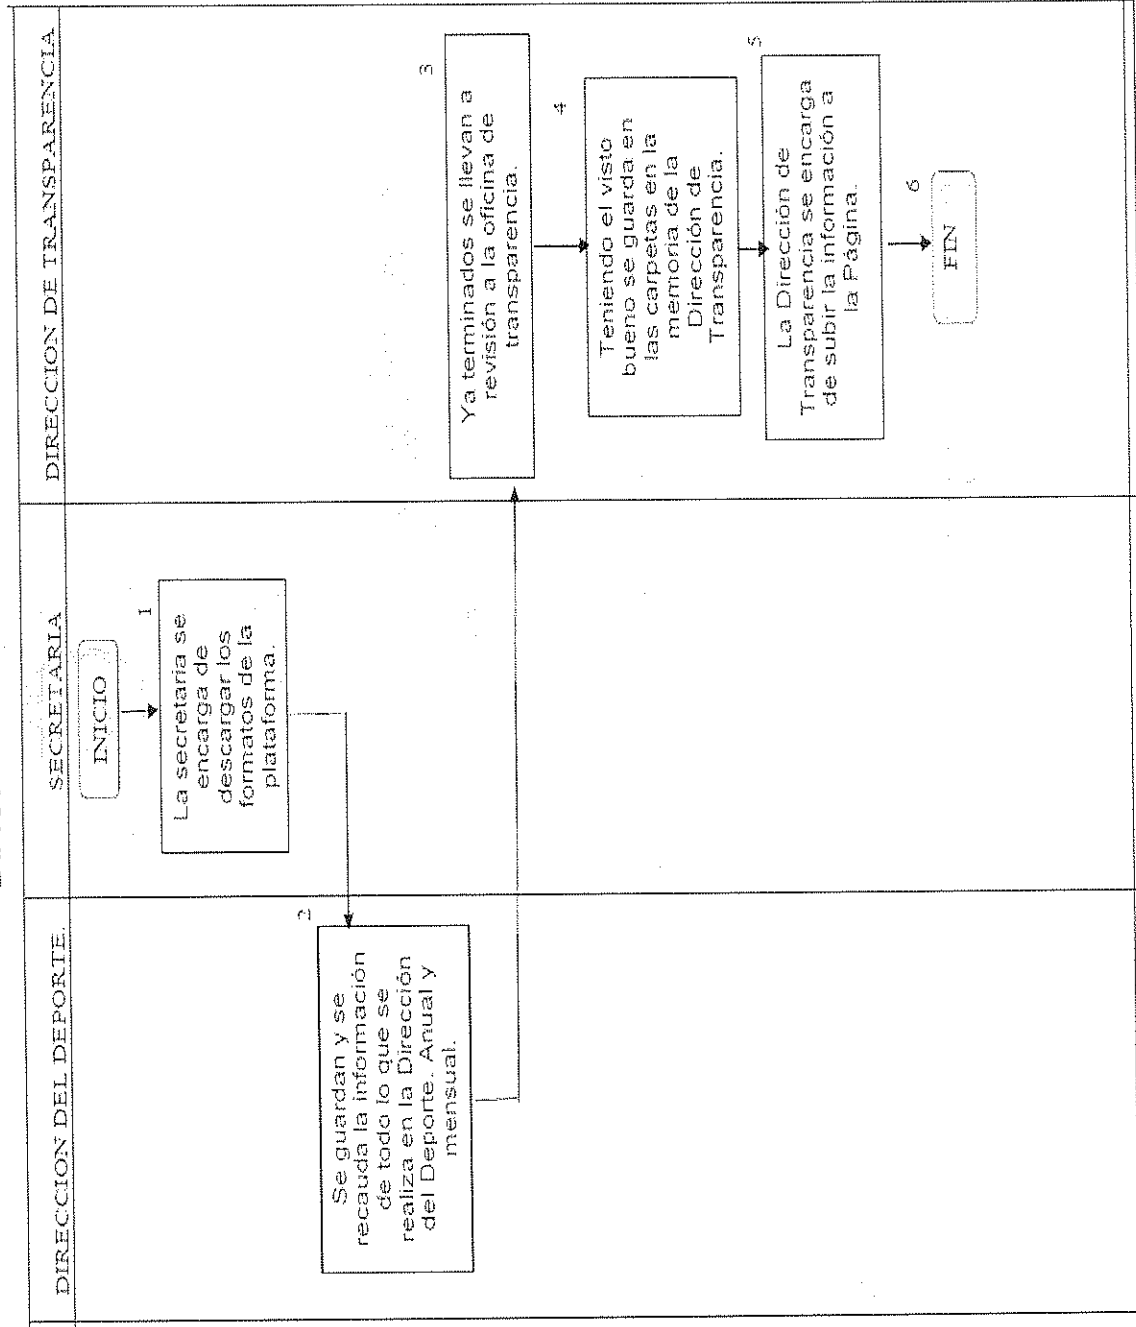 DIRECCION DEL DEPORTE.
SECRETARIA
DIRECCION DE TRANSPARENCIA
INICIO
1
La secretaria se
encarga de
descargar los
formatos de la
plataforma.
2
Se guardan y se
recauda la información
de todo lo que se
realiza en la Dirección
del Deporte. Anual y
mensual.
3
Ya terminados se llevan a
revisión a la oficina de
transparencia.
4
Teniendo el visto
bueno se guarda en
las carpetas en la
memoria de la
Dirección de
Transparencia.
5
La Dirección de
Transparencia se encarga
de subir la información a
la Página.
6
FIN